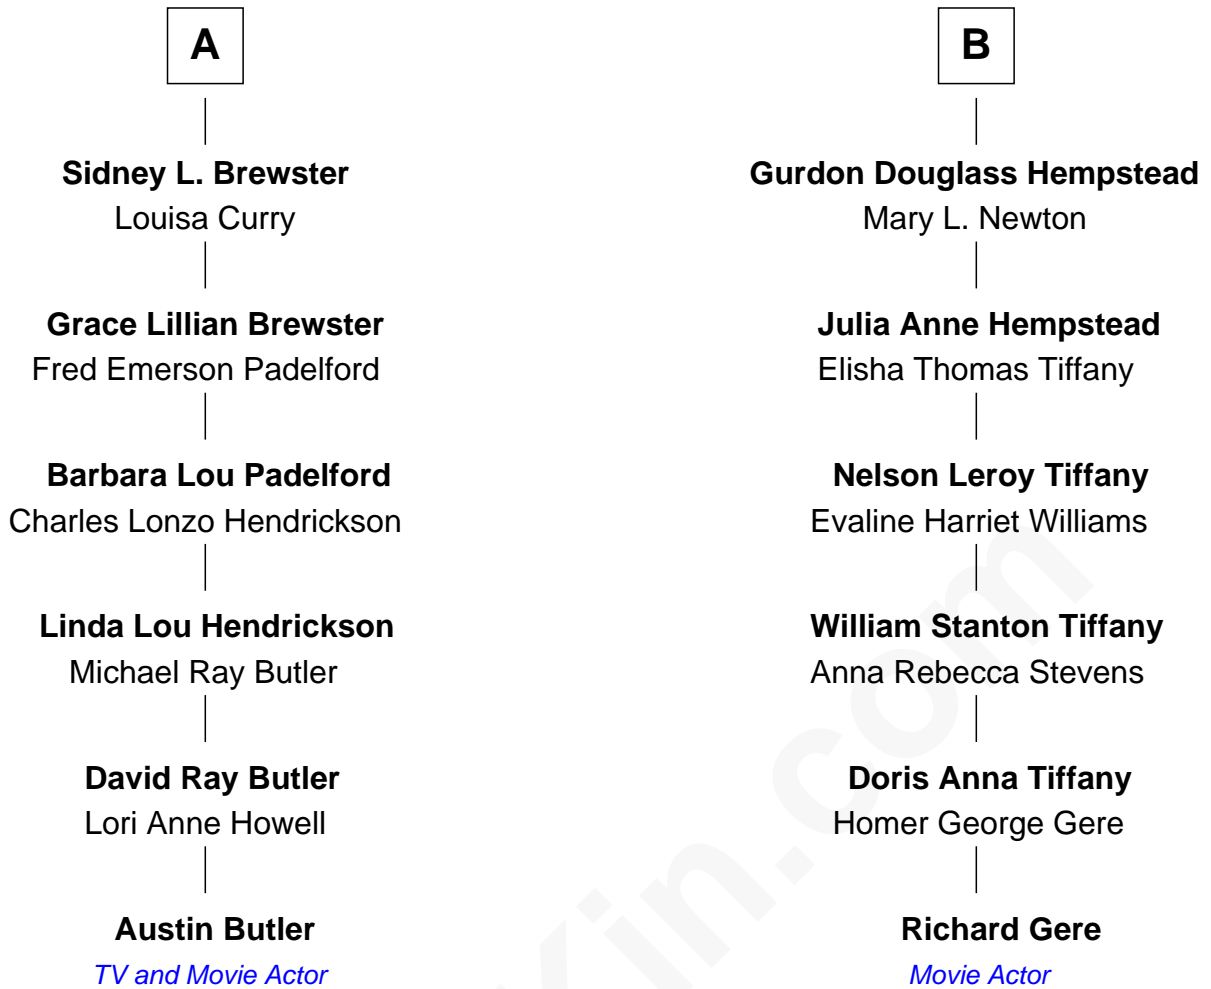 A
Sidney L. Brewster
Louisa Curry
Grace Lillian Brewster
Fred Emerson Padelford
Barbara Lou Padelford
Charles Lonzo Hendrickson
Linda Lou Hendrickson
Michael Ray Butler
David Ray Butler
Lori Anne Howell
Austin Butler
TV and Movie Actor
B
Gurdon Douglass Hempstead
Mary L. Newton
Julia Anne Hempstead
Elisha Thomas Tiffany
Nelson Leroy Tiffany
Evaline Harriet Williams
William Stanton Tiffany
Anna Rebecca Stevens
Doris Anna Tiffany
Homer George Gere
Richard Gere
Movie Actor
Kin.com